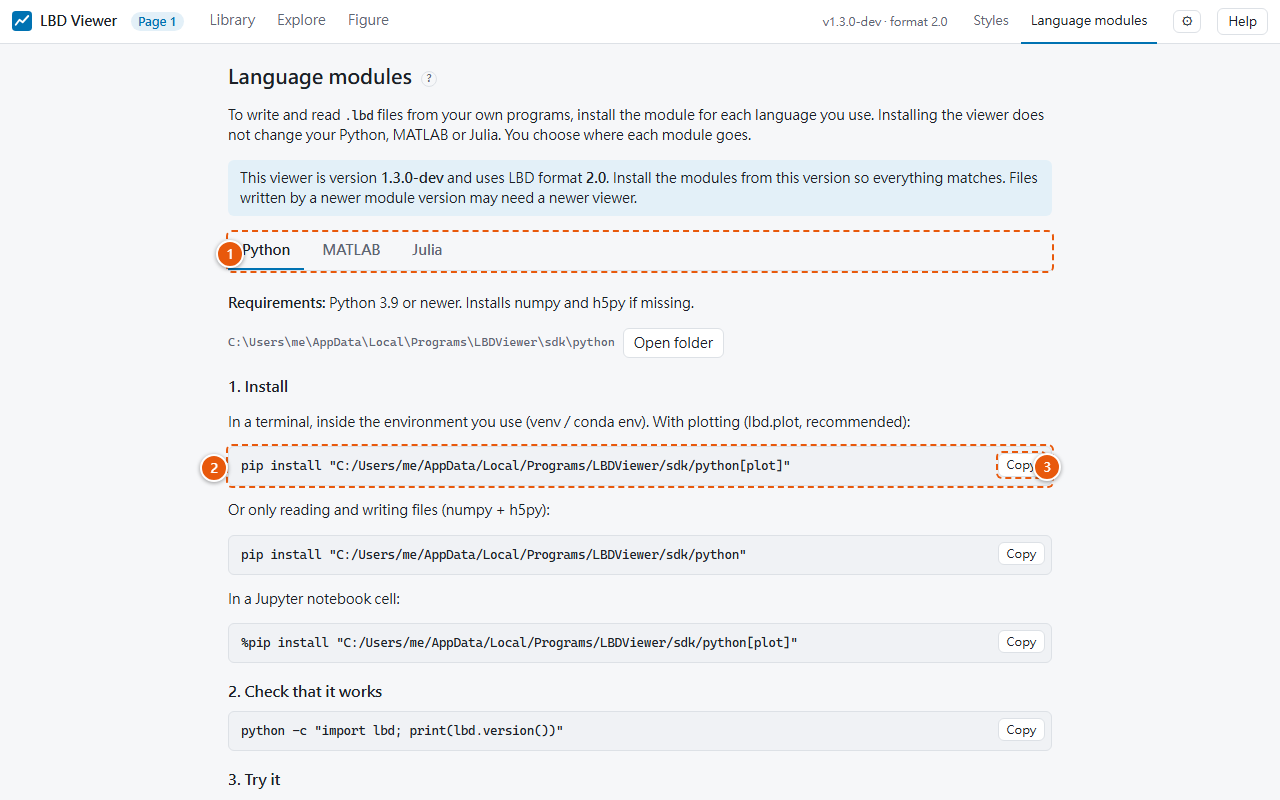 LBD Viewer Page 1 Library Explore Figure v1.3.0-dev · format 2.0 Styles Language modules Help
Language modules ?
To write and read .lbd files from your own programs, install the module for each language you use. Installing the viewer does
not change your Python, MATLAB or Julia. You choose where each module goes.
This viewer is version 1.3.0-dev and uses LBD format 2.0. Install the modules from this version so everything matches. Files
written by a newer module version may need a newer viewer.
1 Python MATLAB Julia
Requirements: Python 3.9 or newer. Installs numpy and h5py if missing.
C:\Users\me\AppData\Local\Programs\LBDViewer\sdk\python Open folder
1. Install
In a terminal, inside the environment you use (venv / conda env). With plotting (lbd.plot, recommended):
2 pip install "C:/Users/me/AppData/Local/Programs/LBDViewer/sdk/python[plot]" Copy 3
Or only reading and writing files (numpy + h5py):
pip install "C:/Users/me/AppData/Local/Programs/LBDViewer/sdk/python" Copy
In a Jupyter notebook cell:
%pip install "C:/Users/me/AppData/Local/Programs/LBDViewer/sdk/python[plot]" Copy
2. Check that it works
python -c "import lbd; print(lbd.version())" Copy
3. Try it